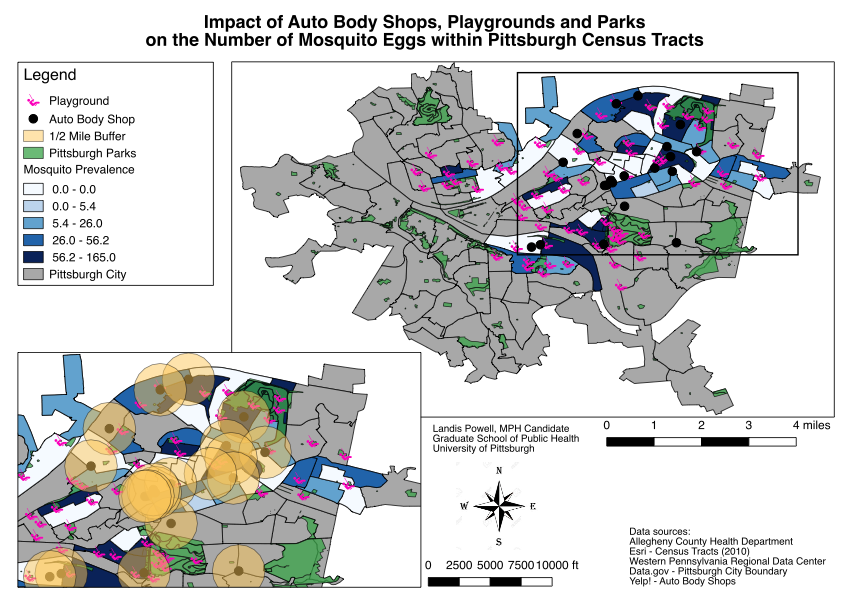 Impact of Auto Body Shops, Playgrounds and Parks
on the Number of Mosquito Eggs within Pittsburgh Census Tracts
Legend
Playground
Auto Body Shop
1/2 Mile Buffer
Pittsburgh Parks
Mosquito Prevalence
0.0 - 0.0
0.0 - 5.4
5.4 - 26.0
26.0 - 56.2
56.2 - 165.0
Pittsburgh City
Landis Powell, MPH Candidate
Graduate School of Public Health
University of Pittsburgh
0 1 2 3 4 miles
N
W E
S
0 2500 5000 7500 10000 ft
Data sources:
Allegheny County Health Department
Esri - Census Tracts (2010)
Western Pennsylvania Regional Data Center
Data.gov - Pittsburgh City Boundary
Yelp! - Auto Body Shops